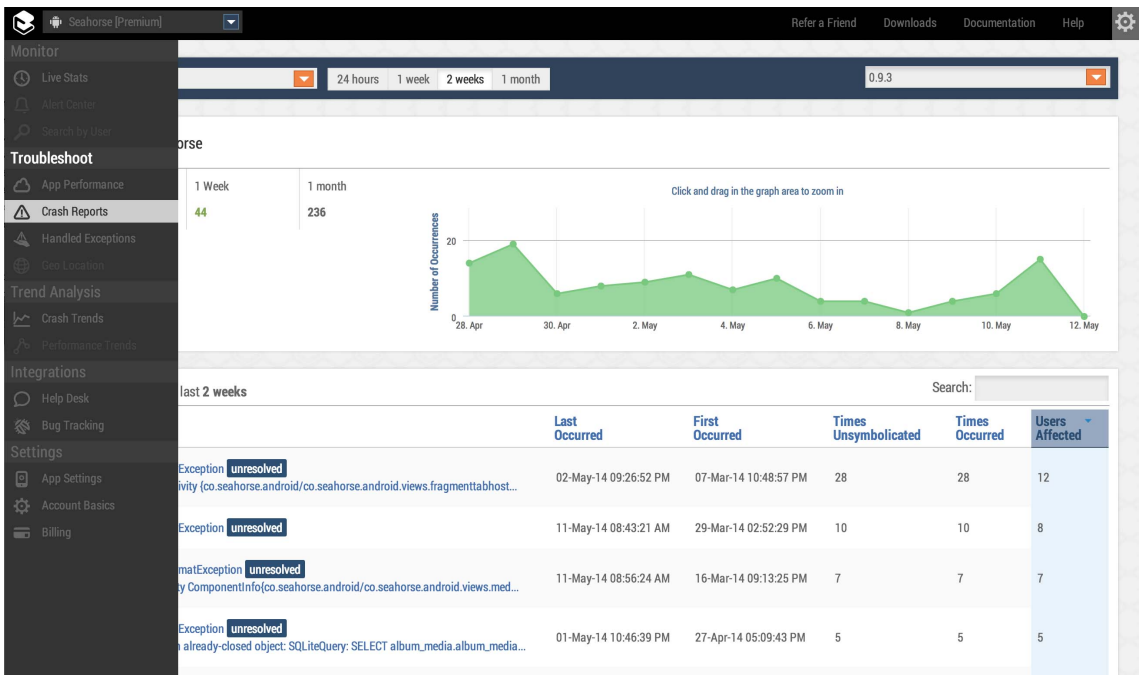 Seahorse [Premium]
Refer a Friend Downloads Documentation Help
Monitor
Live Stats
Alert Center
Search by User
Troubleshoot
App Performance
Crash Reports
Handled Exceptions
Geo Location
Trend Analysis
Crash Trends
Performance Trends
Integrations
Help Desk
Bug Tracking
Settings
App Settings
Account Basics
Billing
24 hours 1 week 2 weeks 1 month
0.9.3
orse
1 Week 1 month
44 236
Click and drag in the graph area to zoom in
Number of Occurrences
20
0
28. Apr 30. Apr 2. May 4. May 6. May 8. May 10. May 12. May
last 2 weeks
Search:
Last Occurred First Occurred Times Unsymbolicated Times Occurred Users Affected
Exception unresolved
ivity {co.seahorse.android/co.seahorse.android.views.fragmenttabhost...
02-May-14 09:26:52 PM 07-Mar-14 10:48:57 PM 28 28 12
Exception unresolved
11-May-14 08:43:21 AM 29-Mar-14 02:52:29 PM 10 10 8
matException unresolved
ty ComponentInfo{co.seahorse.android/co.seahorse.android.views.med...
11-May-14 08:56:24 AM 16-Mar-14 09:13:25 PM 7 7 7
Exception unresolved
already-closed object: SQLiteQuery: SELECT album_media.album_media...
01-May-14 10:46:39 PM 27-Apr-14 05:09:43 PM 5 5 5